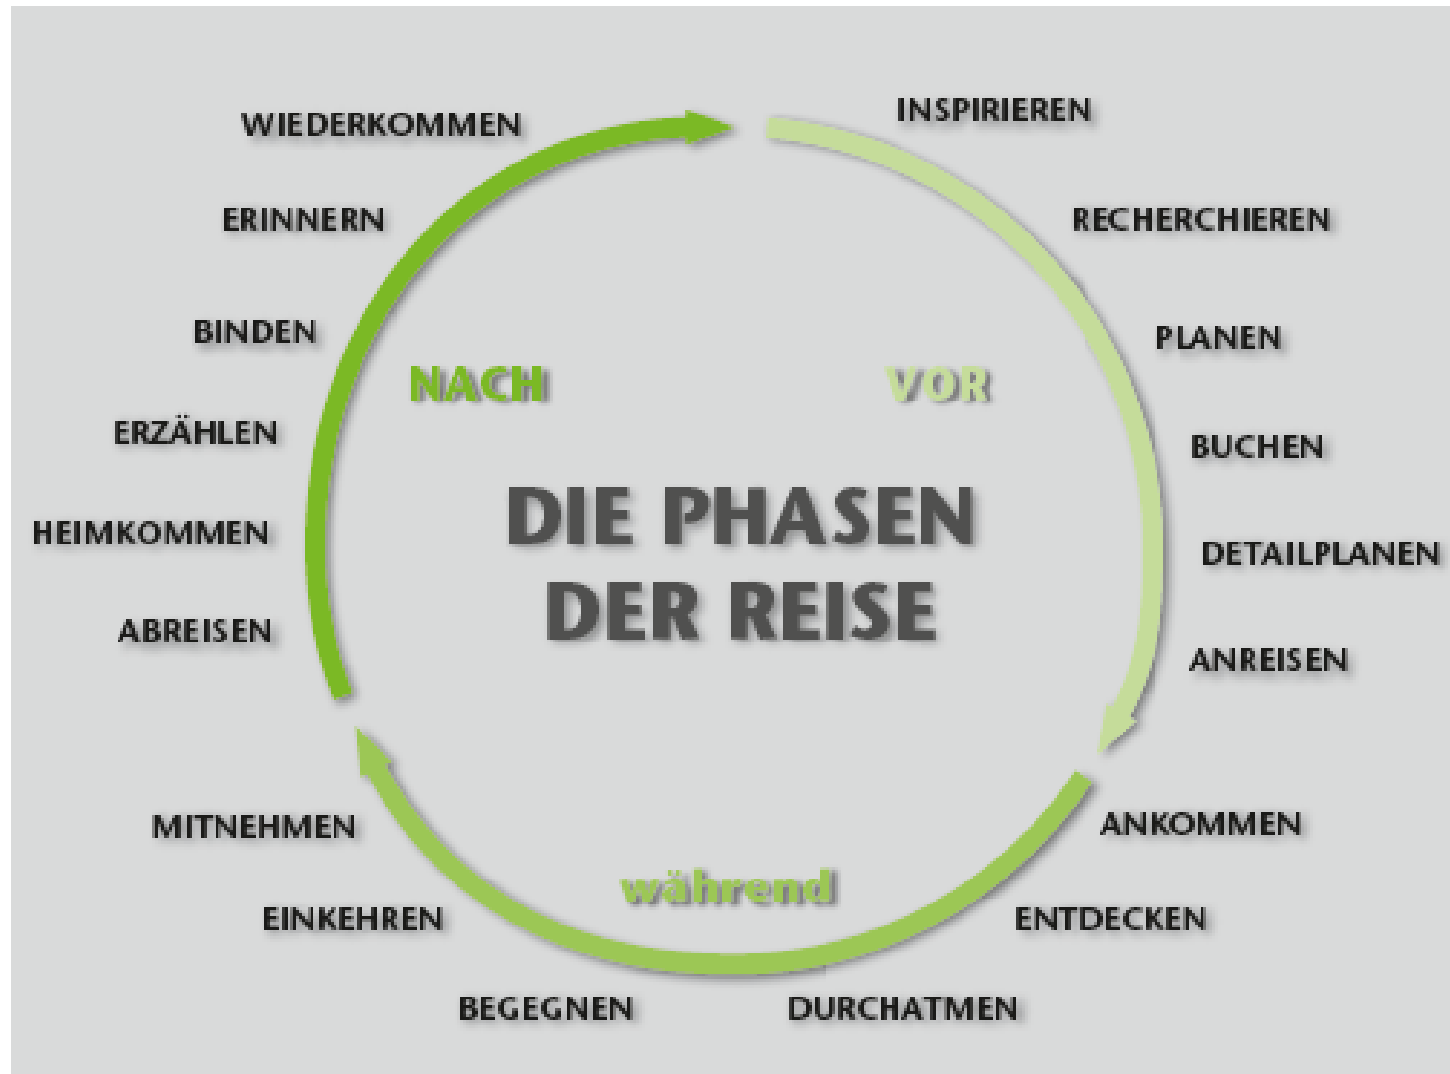 DIE PHASEN
DER REISE
VOR
INSPIRIEREN
RECHERCHIEREN
PLANEN
BUCHEN
DETAILPLANEN
ANREISEN
während
ANKOMMEN
ENTDECKEN
DURCHATMEN
BEGEGNEN
EINKEHREN
MITNEHMEN
NACH
ABREISEN
HEIMKOMMEN
ERZÄHLEN
BINDEN
ERINNERN
WIEDERKOMMEN